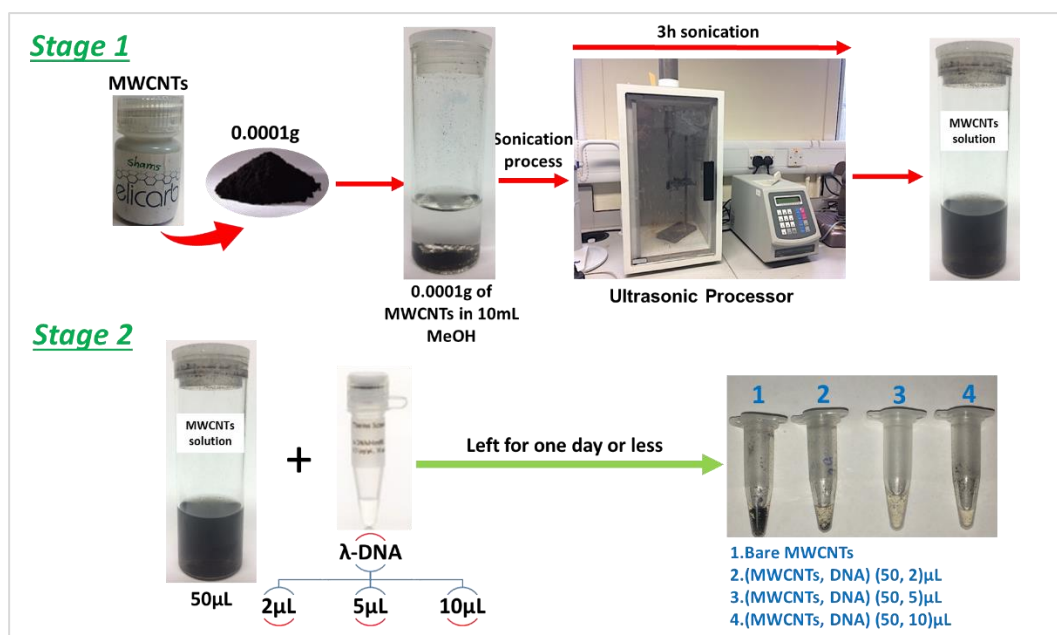 Stage 1
MWCNTs
shams
elicarb
0.0001g
0.0001g of
MWCNTs in 10mL
MeOH
Sonication
process
3h sonication
Ultrasonic Processor
MWCNTs
solution
Stage 2
MWCNTs
solution
50µL
+
λ-DNA
2µL
5µL
10µL
Left for one day or less
1
2
3
4
1.Bare MWCNTs
2.(MWCNTs, DNA) (50, 2)µL
3.(MWCNTs, DNA) (50, 5)µL
4.(MWCNTs, DNA) (50, 10)µL